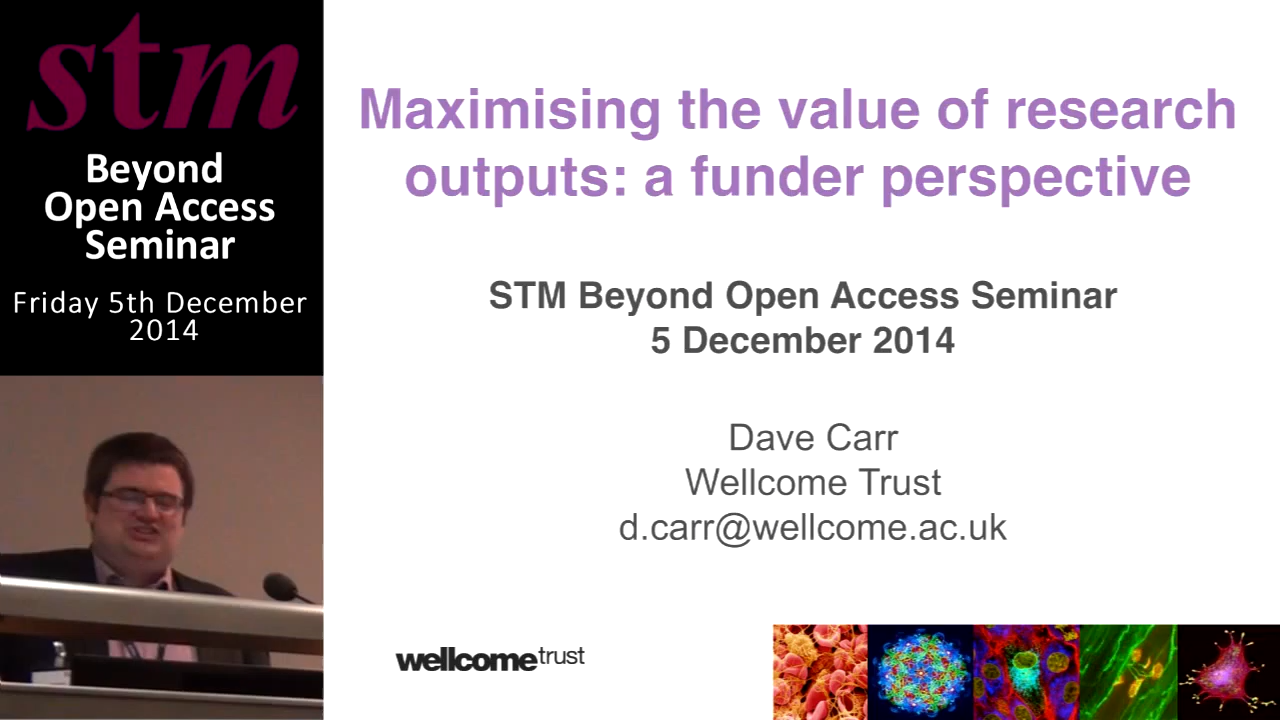 stm
Beyond
Open Access
Seminar
Friday 5th December
2014
Maximising the value of research
outputs: a funder perspective
STM Beyond Open Access Seminar
5 December 2014
Dave Carr
Wellcome Trust
d.carr@wellcome.ac.uk
wellcometrust